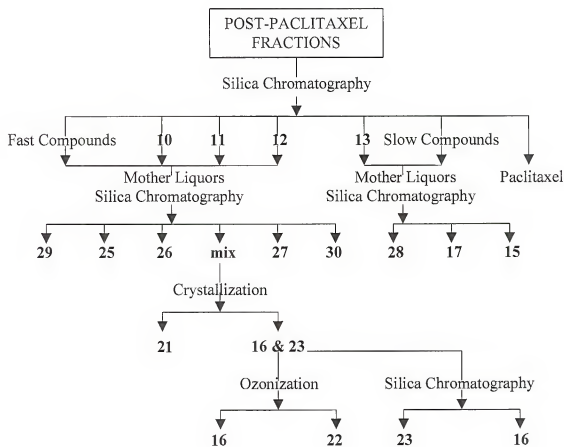 POST-PACLITAXEL
FRACTIONS
Silica Chromatography
Fast Compounds 10 11 12 13 Slow Compounds
Mother Liquors Mother Liquors Paclitaxel
Silica Chromatography Silica Chromatography
29 25 26 mix 27 30 28 17 15
Crystallization
21 16 & 23
Ozonization Silica Chromatography
16 22 23 16